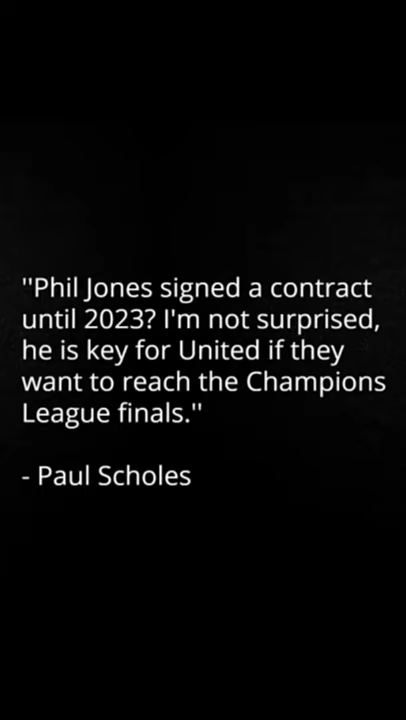 "Phil Jones signed a contract
until 2023? I'm not surprised,
he is key for United if they
want to reach the Champions
League finals."
- Paul Scholes